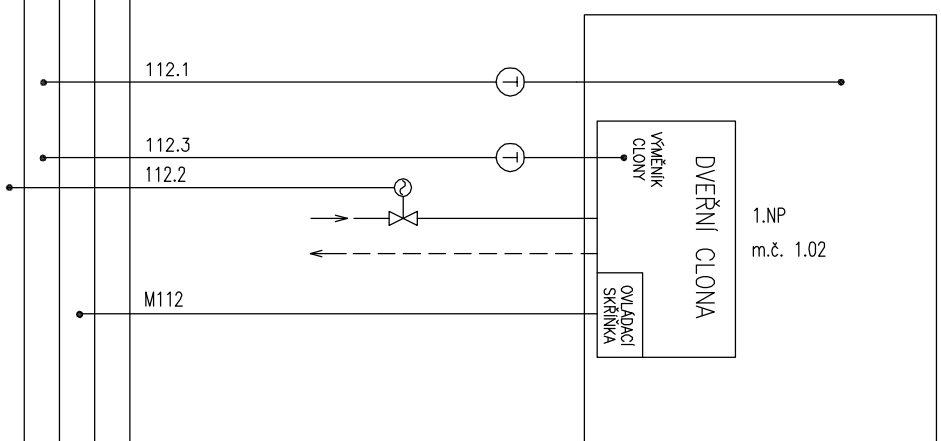 112.1
T
112.3
T
112.2
VÝMĚNÍK
CLONY
DVEŘNÍ CLONA
1.NP
m.č. 1.02
M112
OVLÁDACÍ
SKŘÍŇKA